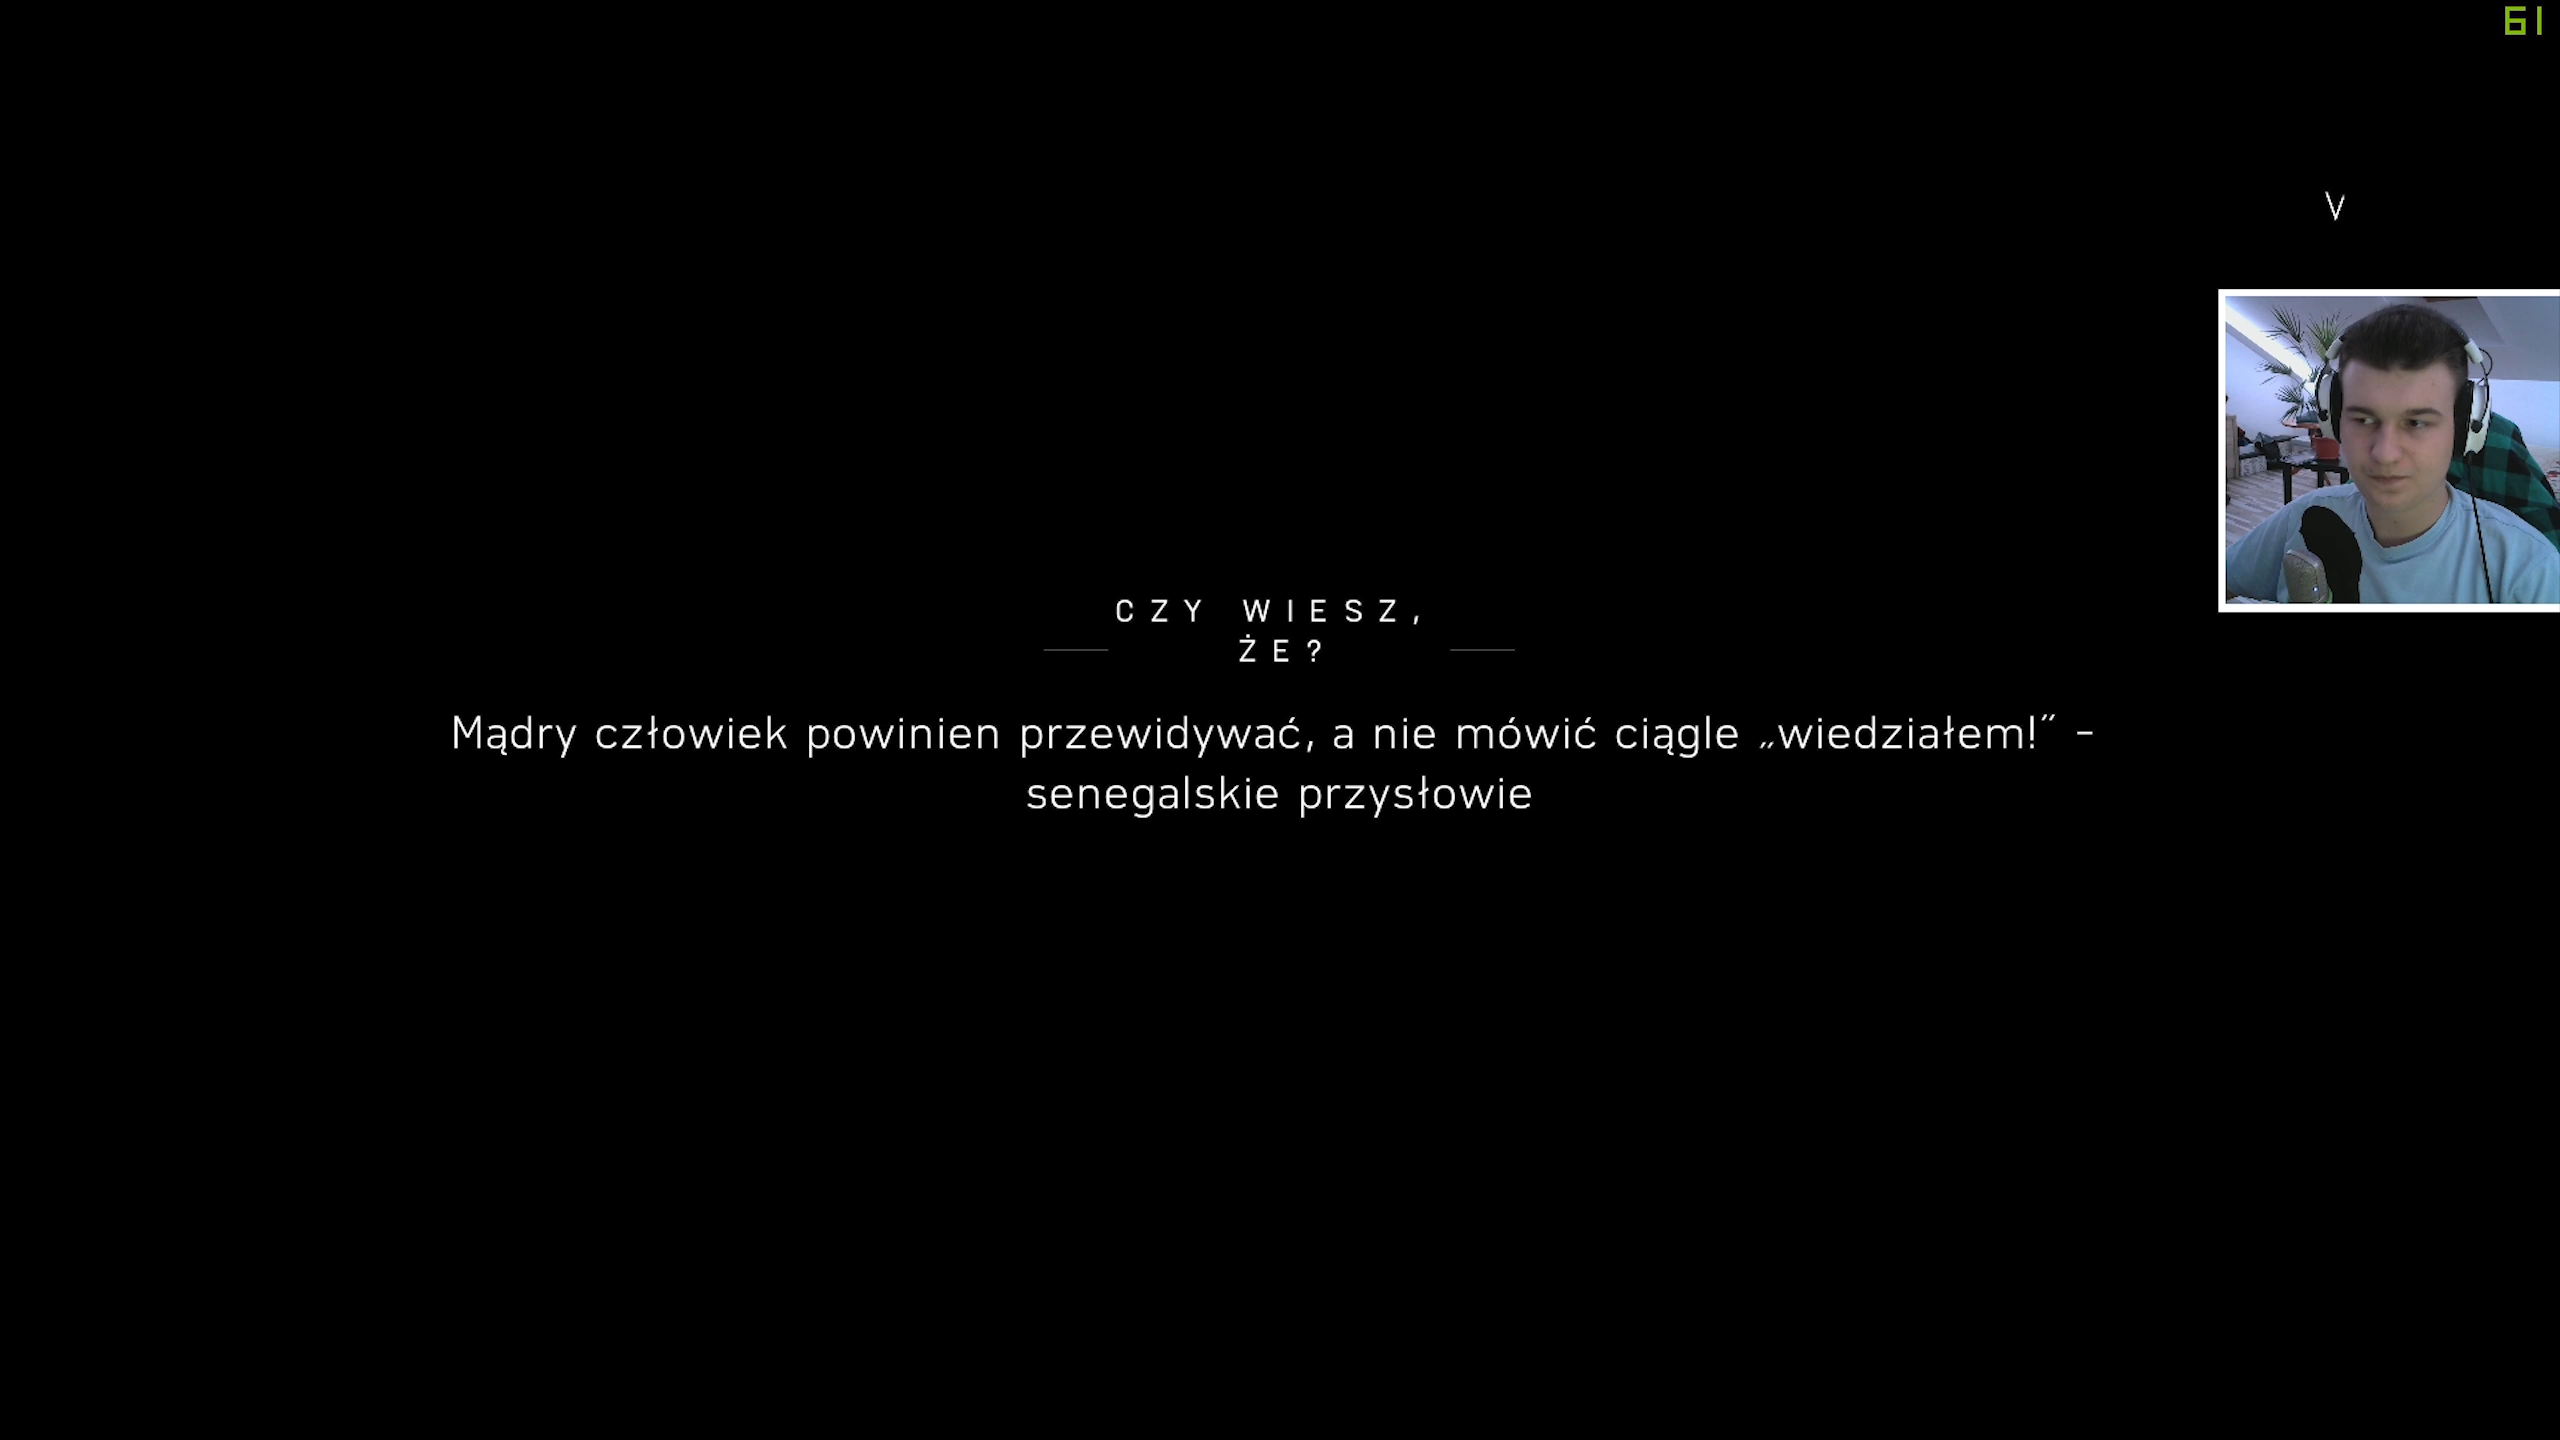 61
V
CZY WIESZ,
ŻE?
Mądry człowiek powinien przewidywać, a nie mówić ciągle „wiedziałem!” -
senegalskie przysłowie